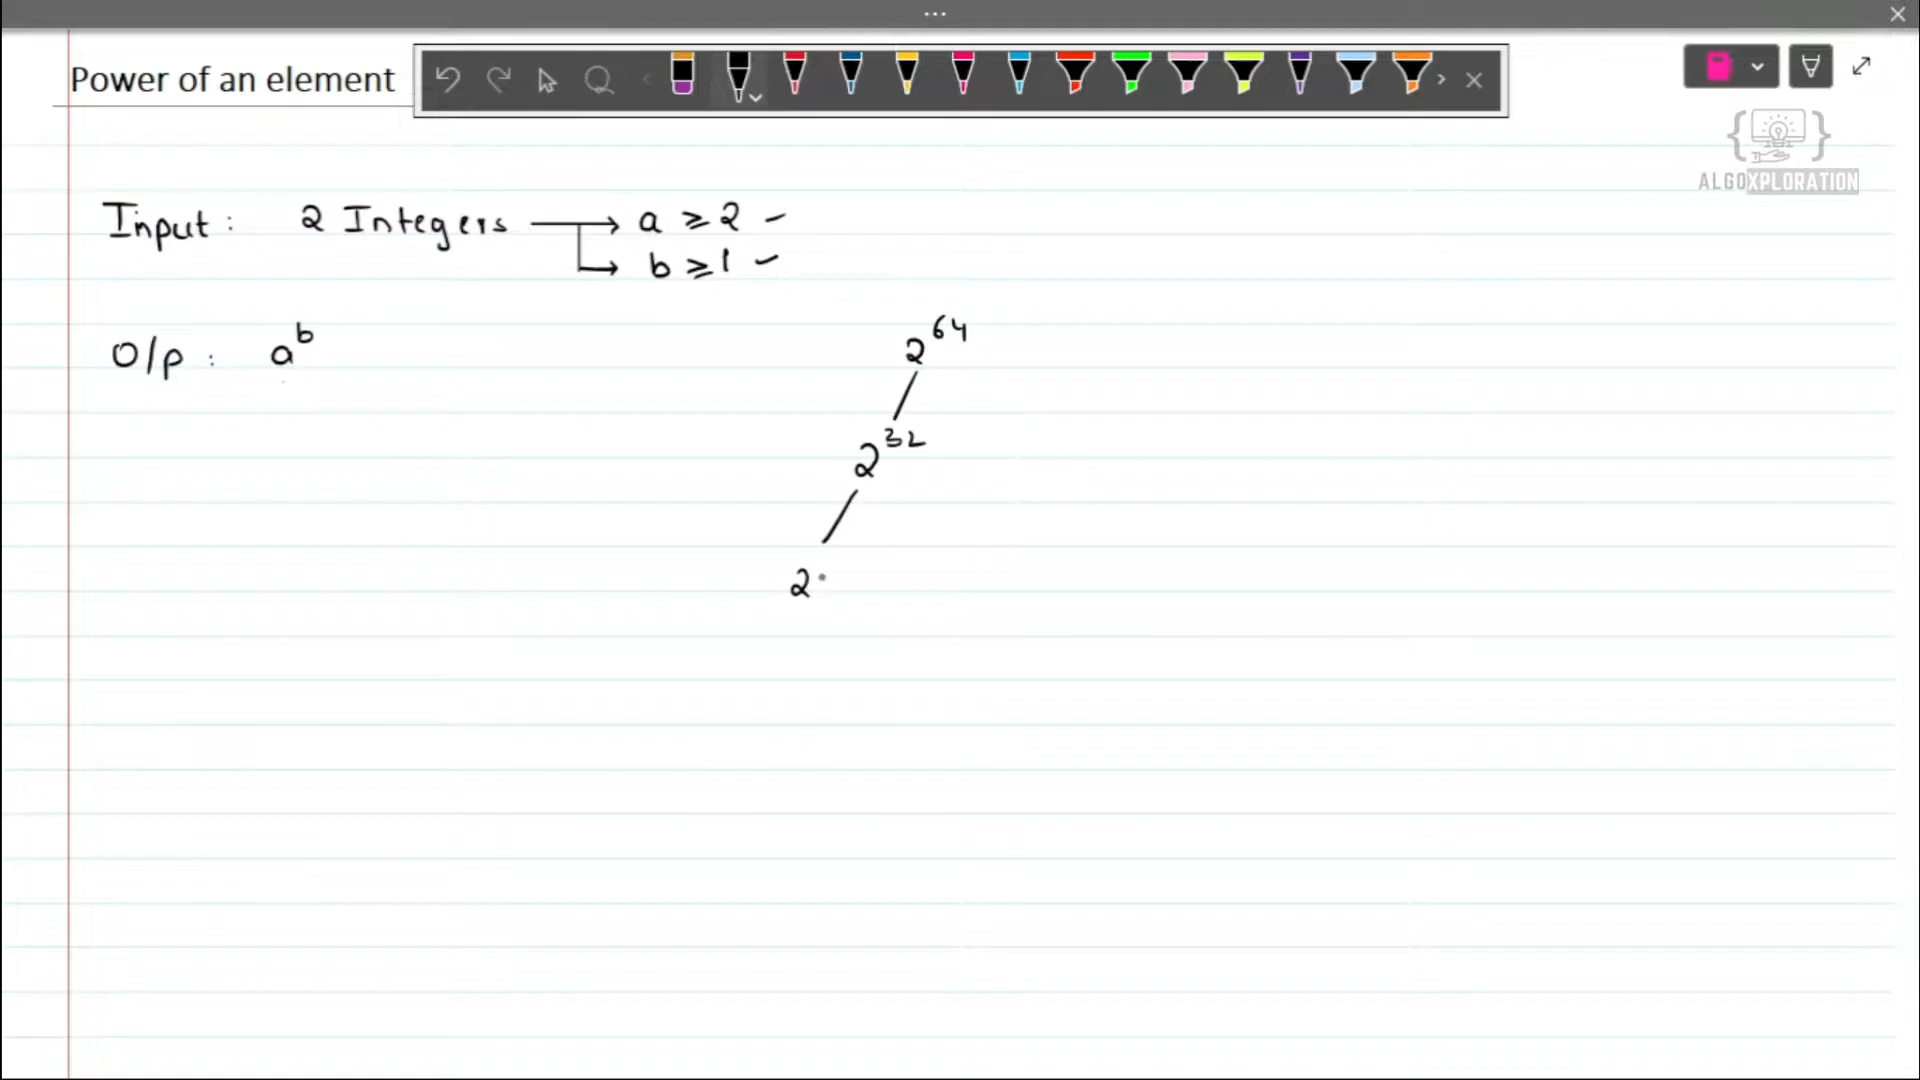 Power of an element
ALGOXPLORATION
Input : 2 Integers → a ≥ 2 -
→ b ≥ 1 -
O/p : a^b
2^64
2^32
2